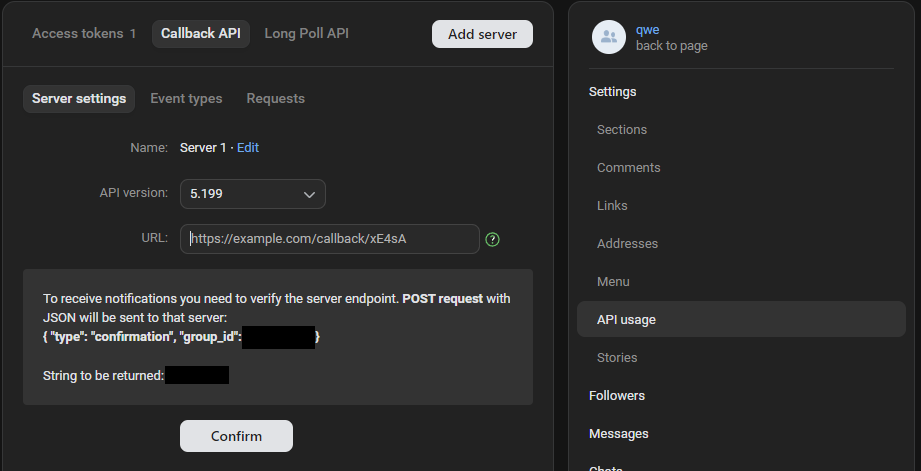 Access tokens 1
Callback API
Long Poll API
Add server
Server settings
Event types
Requests
Name: Server 1 · Edit
API version: 5.199
URL: https://example.com/callback/xE4sA
?
To receive notifications you need to verify the server endpoint. POST request with
JSON will be sent to that server:
{ "type": "confirmation", "group_id": }
String to be returned:
Confirm
qwe
back to page
Settings
Sections
Comments
Links
Addresses
Menu
API usage
Stories
Followers
Messages
Chats